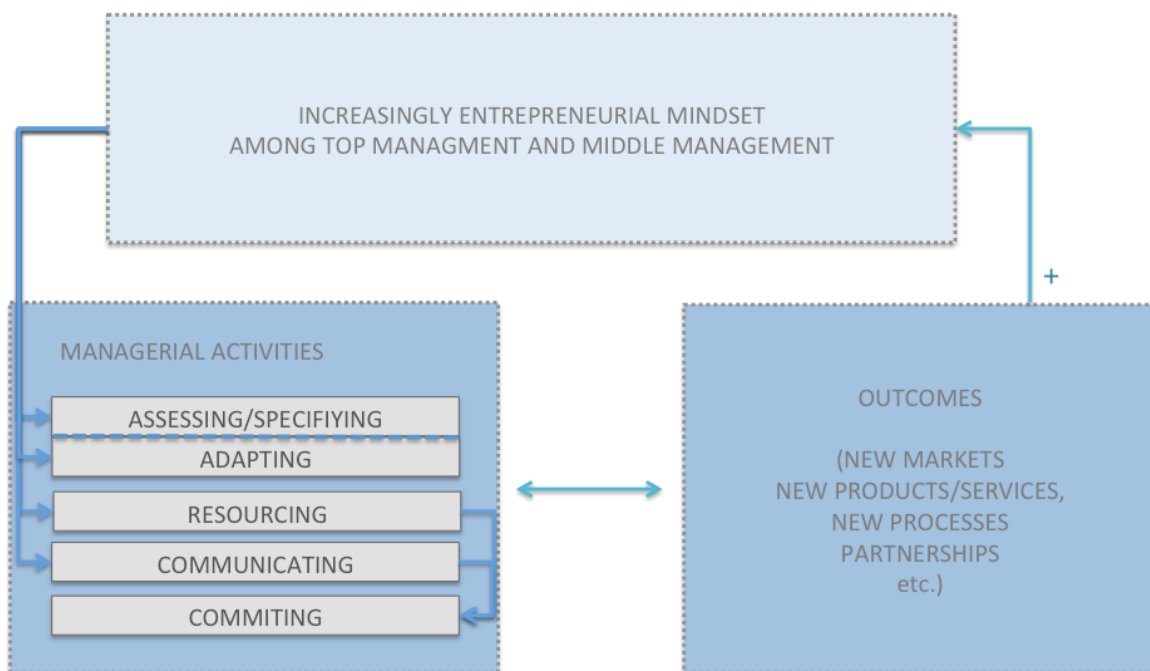 INCREASINGLY ENTREPRENEURIAL MINDSET
AMONG TOP MANAGMENT AND MIDDLE MANAGEMENT
+
MANAGERIAL ACTIVITIES
ASSESSING/SPECIFIYING
ADAPTING
RESOURCING
COMMUNICATING
COMMITING
OUTCOMES
(NEW MARKETS
NEW PRODUCTS/SERVICES,
NEW PROCESSES
PARTNERSHIPS
etc.)